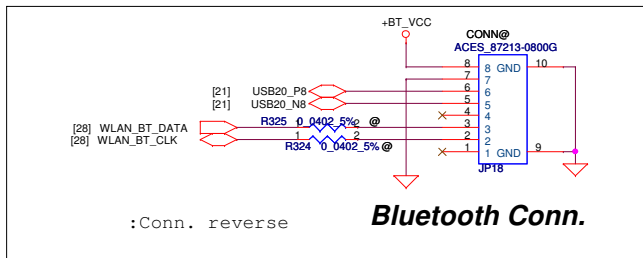 +BT_VCC
CONN@
ACES_87213-0800G
8 8 GND 10
7 7
[21] USB20_P8 6 6
[21] USB20_N8 5 5
4 4
R325 0_0402_5% @
[28] WLAN_BT_DATA 1 2 3 3
[28] WLAN_BT_CLK 1 2 2 2
R324 0_0402_5% @
1 1 GND 9
JP18
:Conn. reverse
Bluetooth Conn.